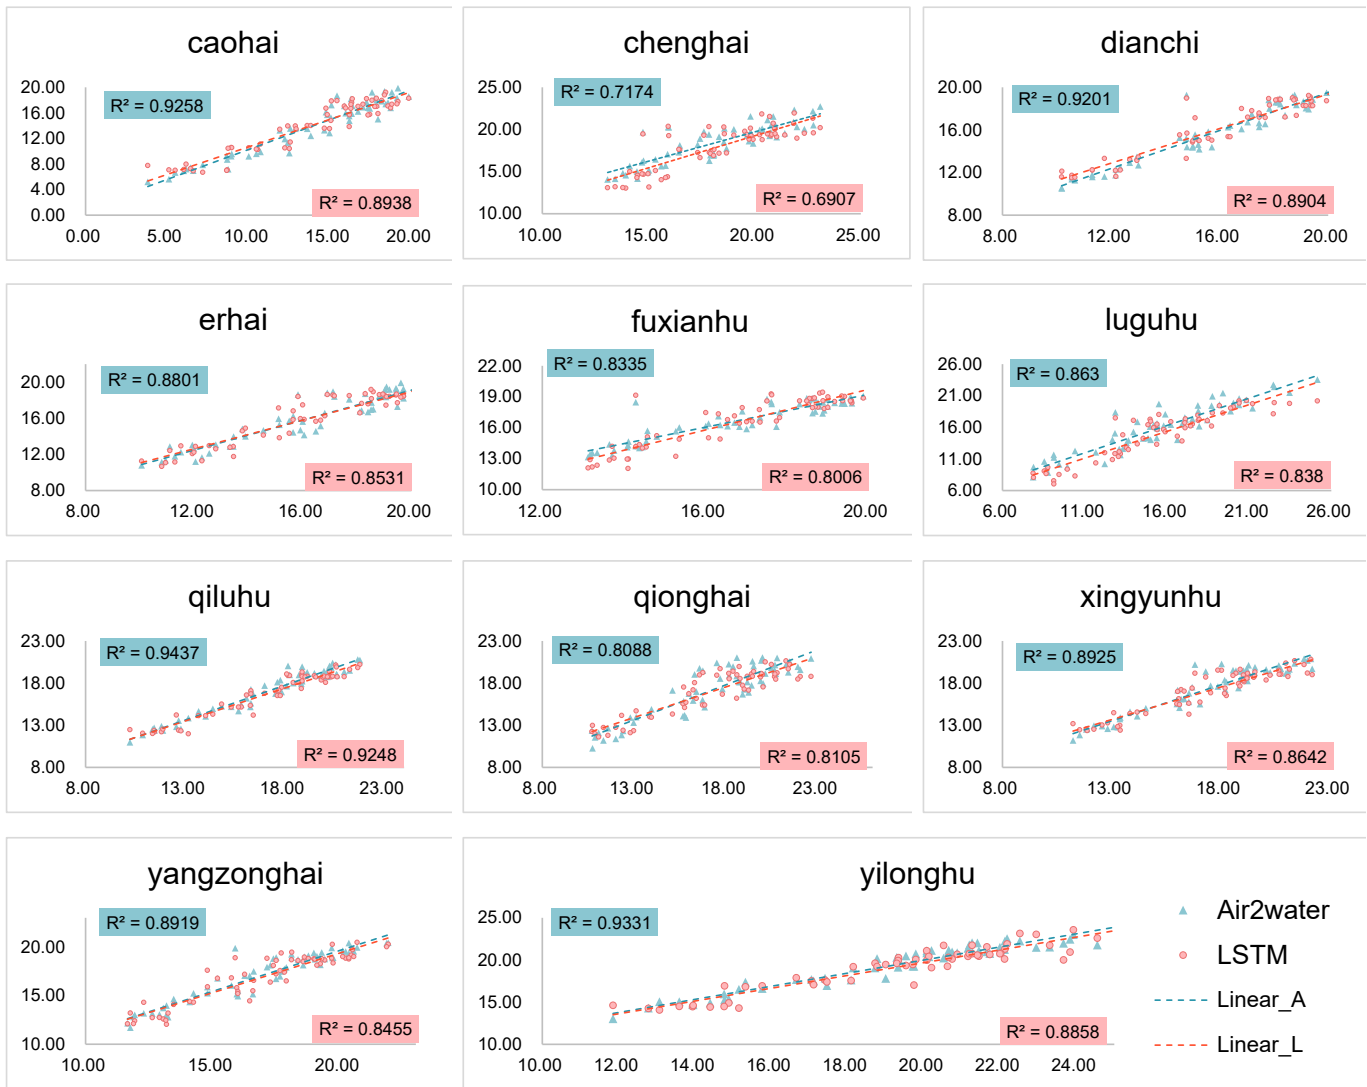 caohai
20.00
16.00
12.00
8.00
4.00
0.00
R² = 0.9258
R² = 0.8938
0.00 5.00 10.00 15.00 20.00
chenghai
25.00
20.00
15.00
10.00
R² = 0.7174
R² = 0.6907
10.00 15.00 20.00 25.00
dianchi
20.00
16.00
12.00
8.00
R² = 0.9201
R² = 0.8904
8.00 12.00 16.00 20.00
erhai
20.00
16.00
12.00
8.00
R² = 0.8801
R² = 0.8531
8.00 12.00 16.00 20.00
fuxianhu
22.00
19.00
16.00
13.00
10.00
R² = 0.8335
R² = 0.8006
12.00 16.00 20.00
luguhu
26.00
21.00
16.00
11.00
6.00
R² = 0.863
R² = 0.838
6.00 11.00 16.00 21.00 26.00
qiluhu
23.00
18.00
13.00
8.00
R² = 0.9437
R² = 0.9248
8.00 13.00 18.00 23.00
qionghai
23.00
18.00
13.00
8.00
R² = 0.8088
R² = 0.8105
8.00 13.00 18.00 23.00
xingyunhu
23.00
18.00
13.00
8.00
R² = 0.8925
R² = 0.8642
8.00 13.00 18.00 23.00
yangzonghai
20.00
15.00
10.00
R² = 0.8919
R² = 0.8455
10.00 15.00 20.00
yilonghu
25.00
20.00
15.00
10.00
R² = 0.9331
R² = 0.8858
10.00 12.00 14.00 16.00 18.00 20.00 22.00 24.00
Air2water
LSTM
Linear_A
Linear_L